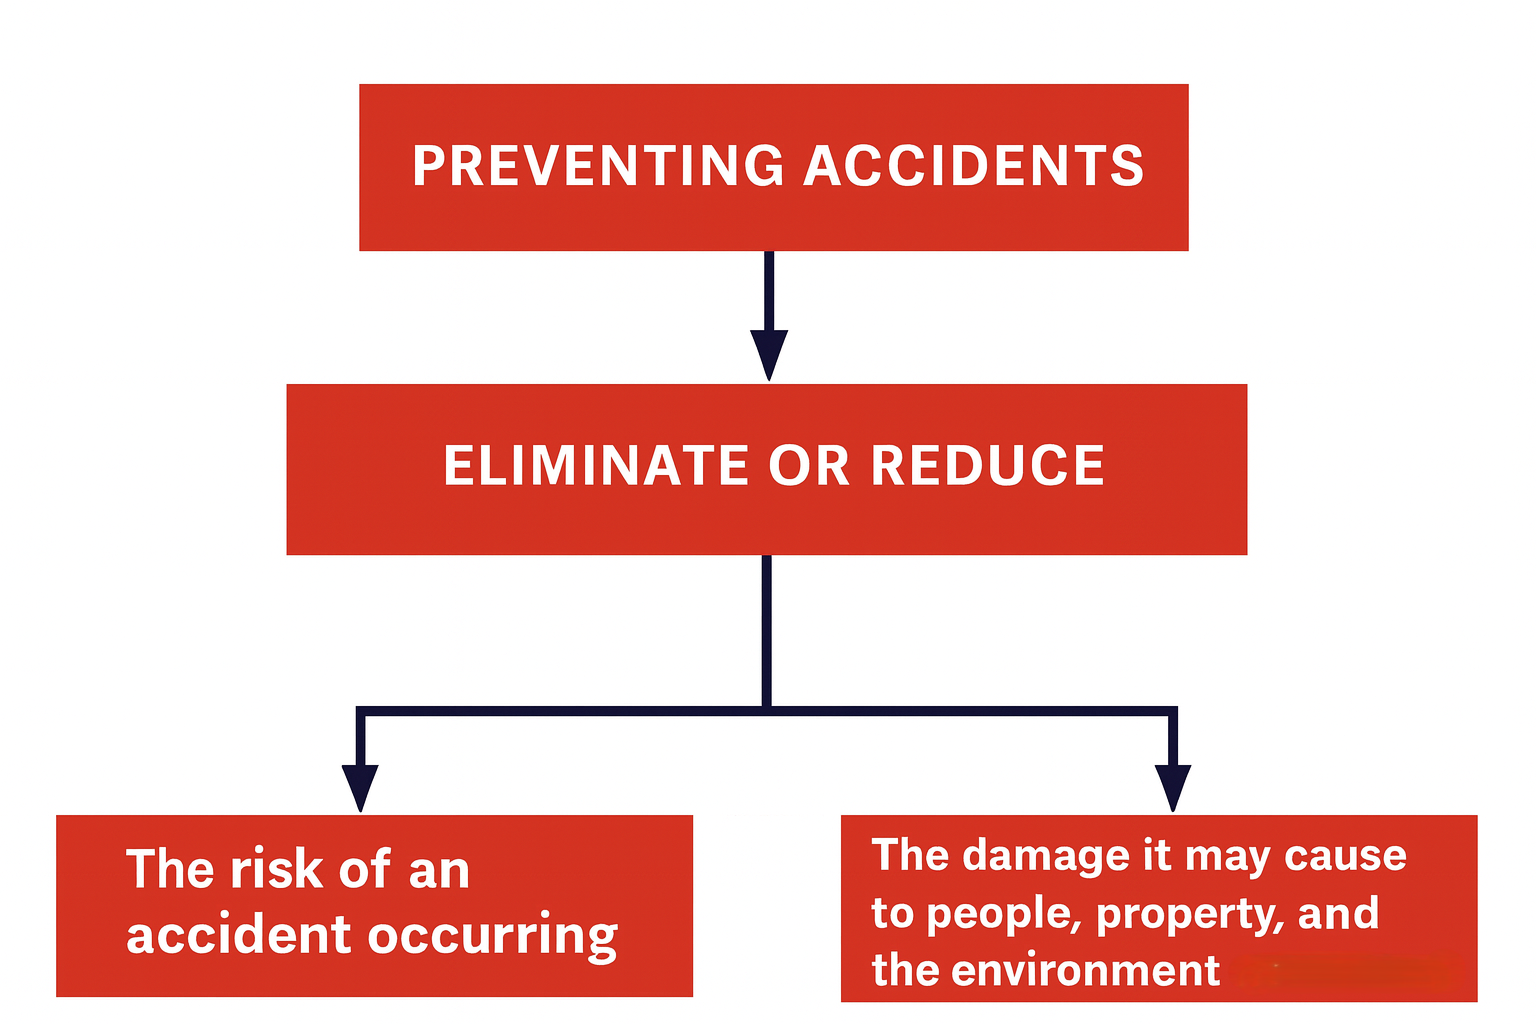 PREVENTING ACCIDENTS
ELIMINATE OR REDUCE
The risk of an
accident occurring
The damage it may cause
to people, property, and
the environment